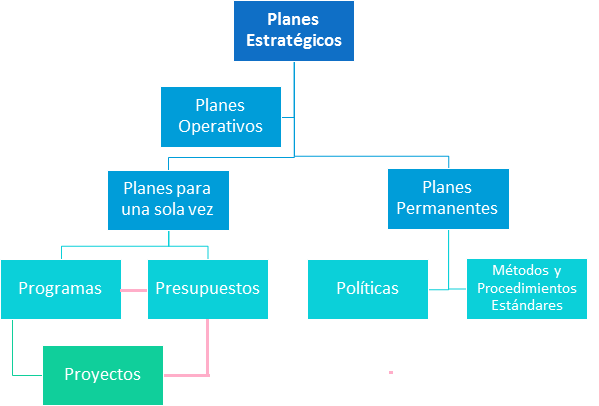 Planes
Estratégicos
Planes
Operativos
Planes para
una sola vez
Planes
Permanentes
Programas
Presupuestos
Políticas
Métodos y
Procedimientos
Estándares
Proyectos